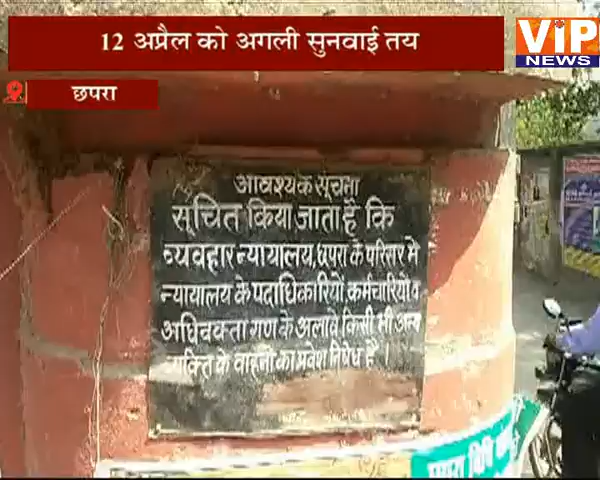 12 अप्रैल को अगली सुनवाई तय
VIP
NEWS
छपरा
आवश्यक सूचना
सूचित किया जाता है कि
व्यवहार न्यायालय, छपरा के परिसर मे
न्यायालय के पदाधिकारियों, कर्मचारियों व
अधिवक्ता गण के अलावे किसी भी अन्य
व्यक्ति के वाहनों का प्रवेश निषेध है।
छपरा विधि